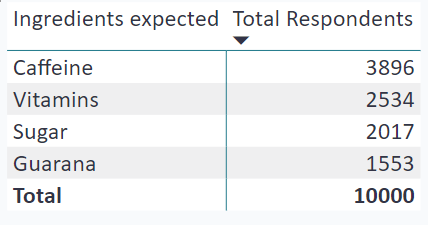 Ingredients expected Total Respondents
Caffeine 3896
Vitamins 2534
Sugar 2017
Guarana 1553
Total 10000